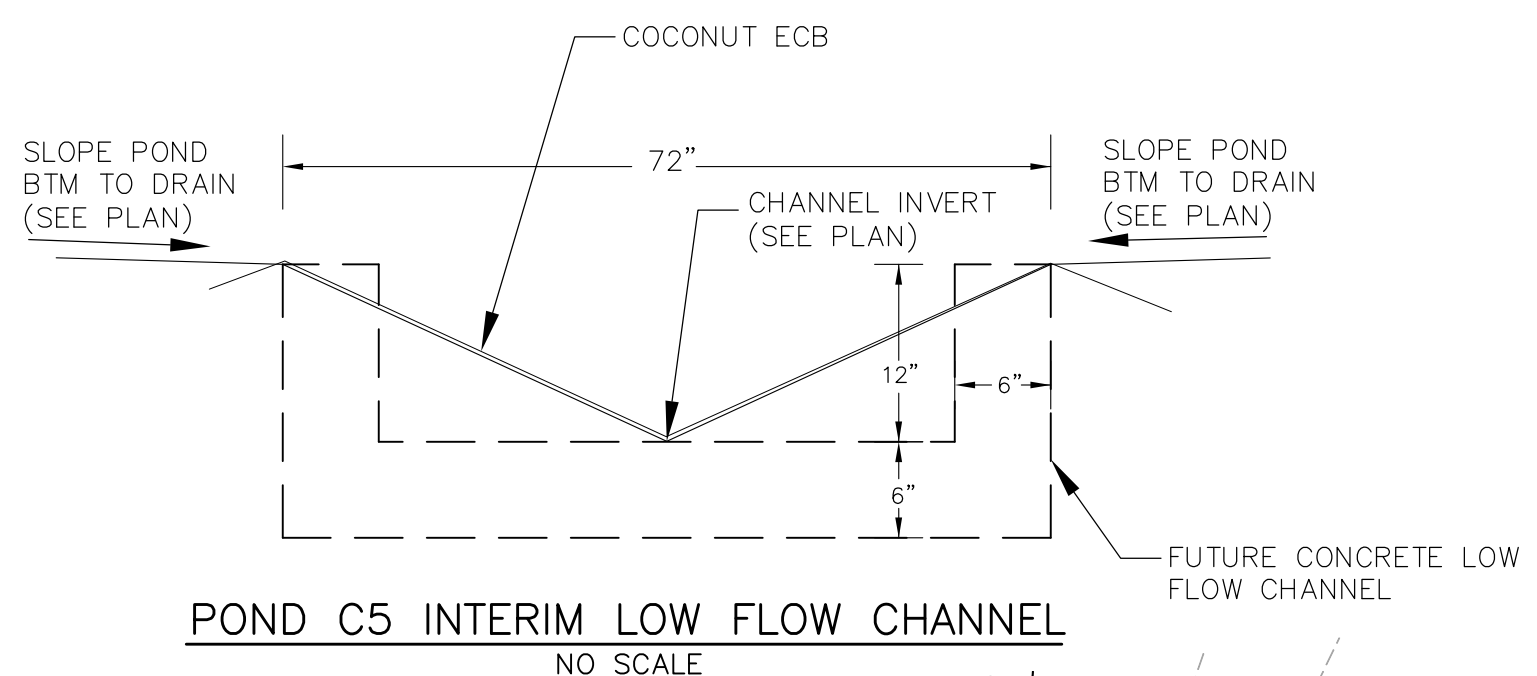 COCONUT ECB
SLOPE POND
BTM TO DRAIN
(SEE PLAN)
72"
SLOPE POND
BTM TO DRAIN
(SEE PLAN)
CHANNEL INVERT
(SEE PLAN)
12"
6"
6"
FUTURE CONCRETE LOW
FLOW CHANNEL
POND C5 INTERIM LOW FLOW CHANNEL
NO SCALE